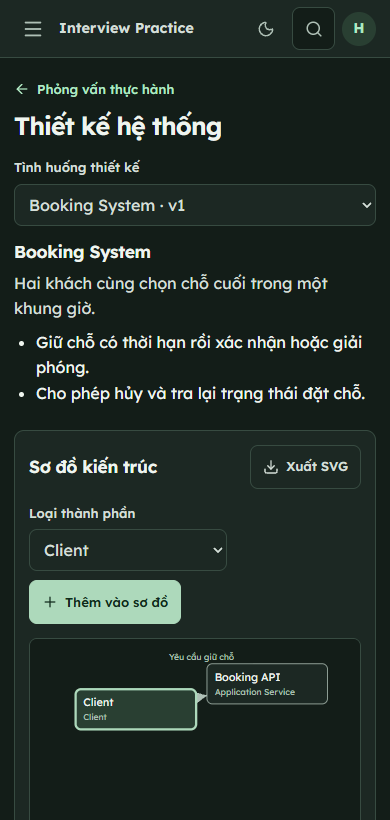 Interview Practice
H
Phỏng vấn thực hành
Thiết kế hệ thống
Tình huống thiết kế
Booking System · v1
Booking System
Hai khách cùng chọn chỗ cuối trong một
khung giờ.
Giữ chỗ có thời hạn rồi xác nhận hoặc giải
phóng.
Cho phép hủy và tra lại trạng thái đặt chỗ.
Sơ đồ kiến trúc
Xuất SVG
Loại thành phần
Client
Thêm vào sơ đồ
Yêu cầu giữ chỗ
Booking API
Application Service
Client
Client